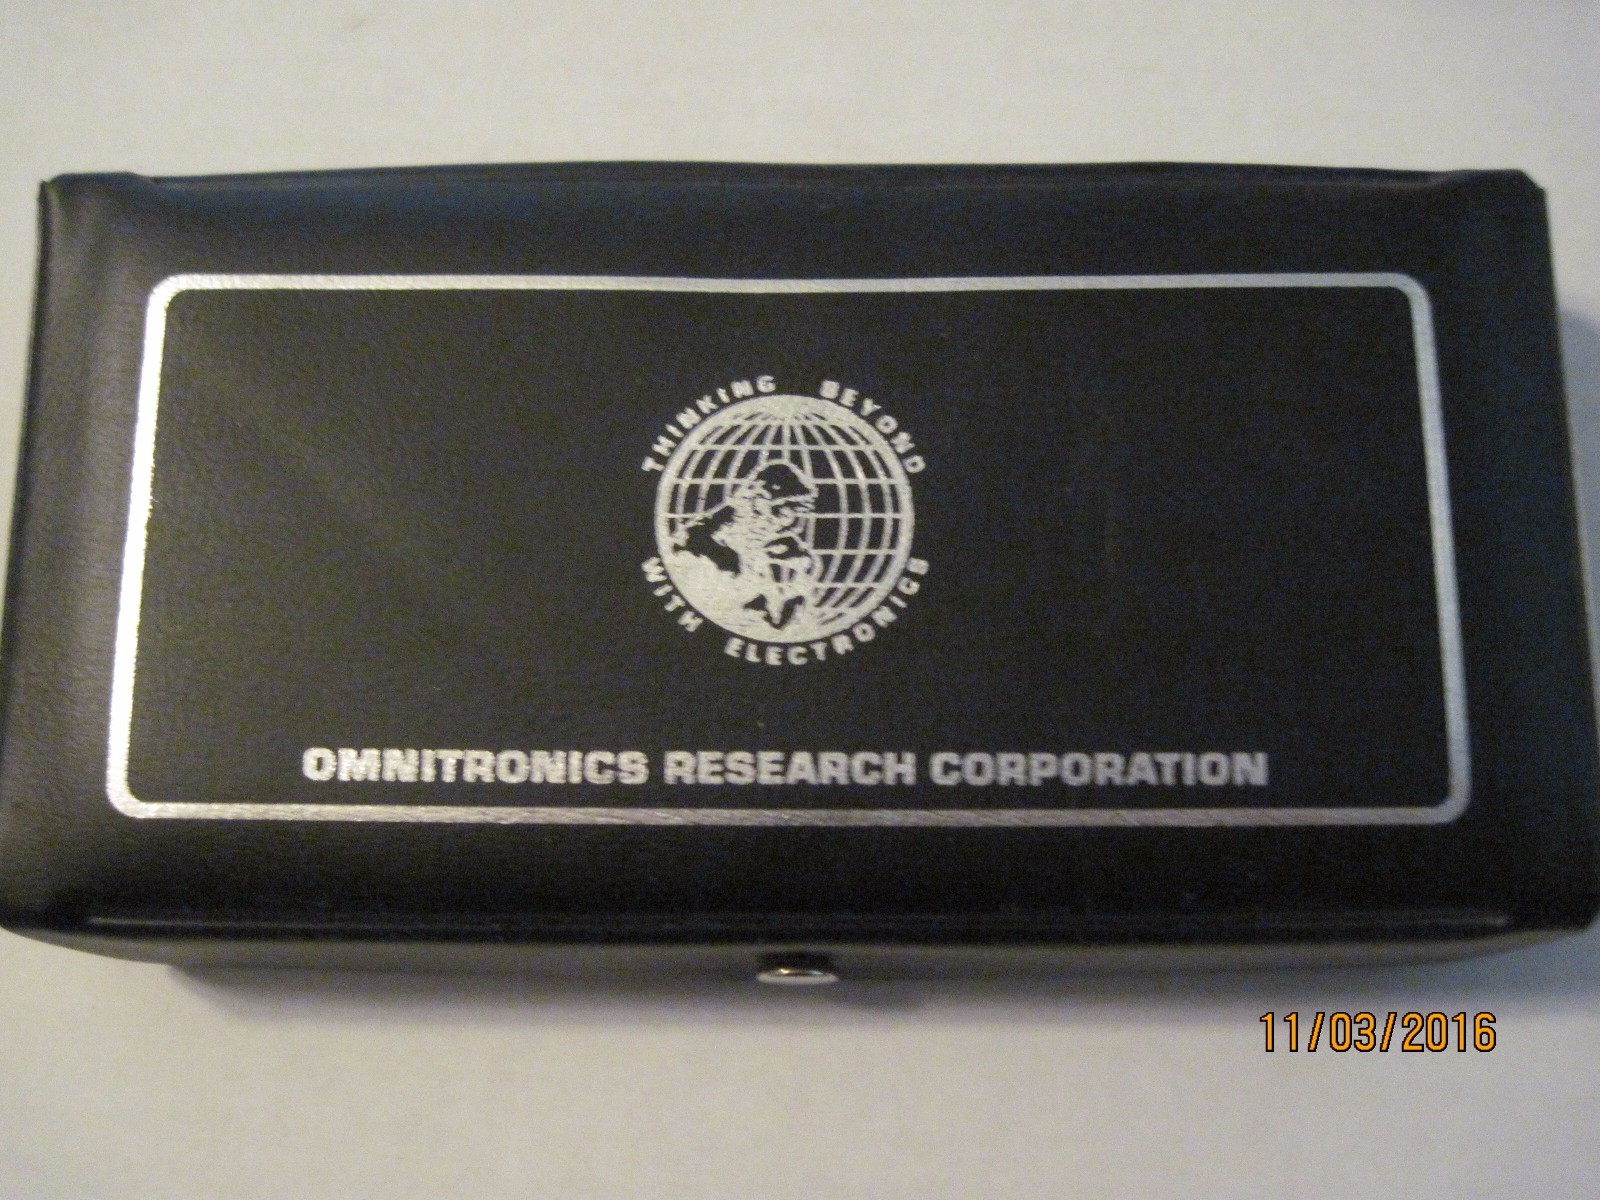 THINKING BEYOND
WITH ELECTRONICS
OMNITRONICS RESEARCH CORPORATION
11/03/2016